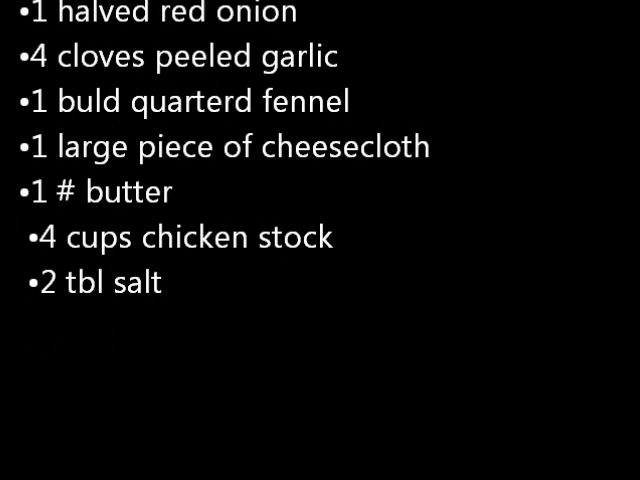 •1 halved red onion
•4 cloves peeled garlic
•1 buld quarterd fennel
•1 large piece of cheesecloth
•1 # butter
•4 cups chicken stock
•2 tbl salt